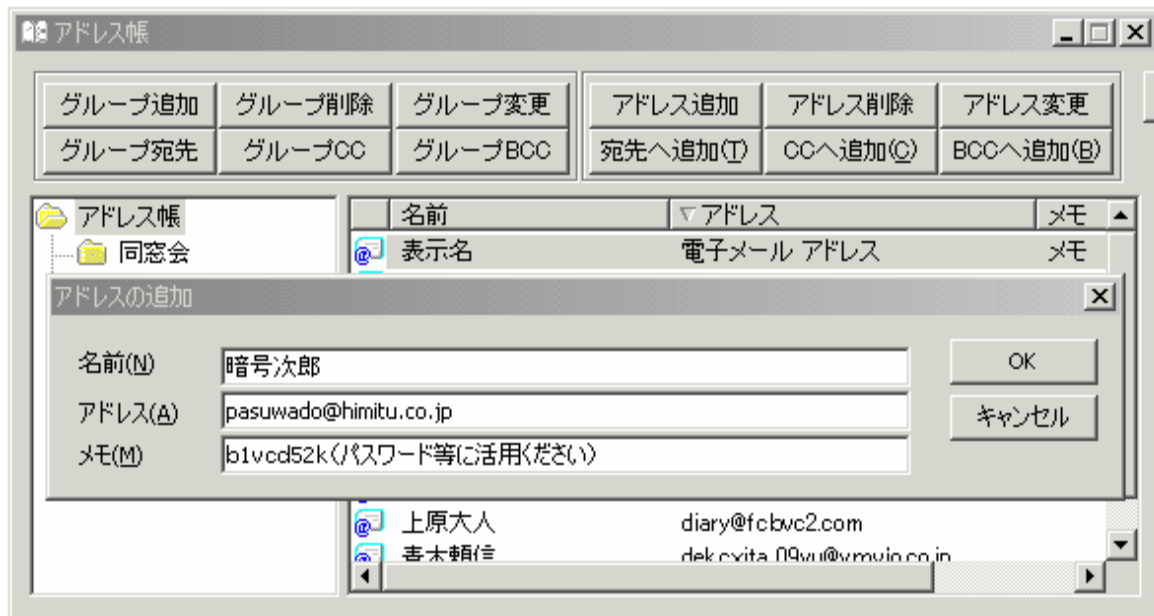 アドレス帳
グループ追加 グループ削除 グループ変更 アドレス追加 アドレス削除 アドレス変更
グループ宛先 グループCC グループBCC 宛先へ追加(T) CCへ追加(C) BCCへ追加(B)
アドレス帳 名前 アドレス メモ
同窓会 表示名 電子メール アドレス メモ
アドレスの追加
名前(N) 暗号次郎 OK
アドレス(A) pasuwado@himitu.co.jp キャンセル
メモ(M) b1vcd52k(パスワード等に活用ください)
上原大人 diary@fcbvc2.com
青木頼信